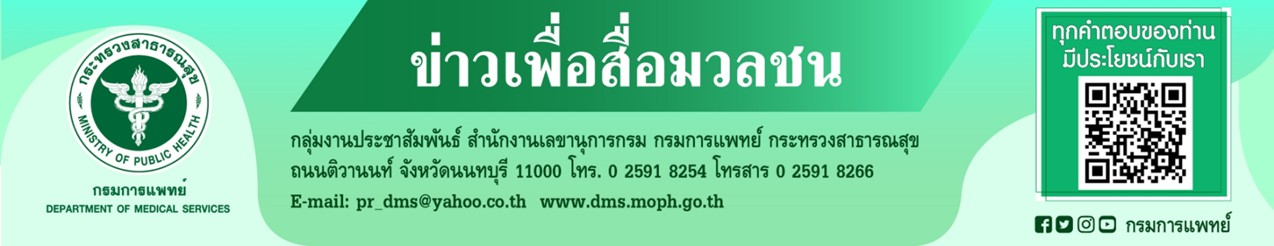 กระทรวงสาธารณสุข
MINISTRY OF PUBLIC HEALTH
กรมการแพทย์
DEPARTMENT OF MEDICAL SERVICES
ข่าวเพื่อสื่อมวลชน
กลุ่มงานประชาสัมพันธ์ สำนักงานเลขานุการกรม กรมการแพทย์ กระทรวงสาธารณสุข
ถนนติวานนท์ จังหวัดนนทบุรี 11000 โทร. 0 2591 8254 โทรสาร 0 2591 8266
E-mail: pr_dms@yahoo.co.th www.dms.moph.go.th
ทุกคำตอบของท่าน
มีประโยชน์กับเรา
กรมการแพทย์